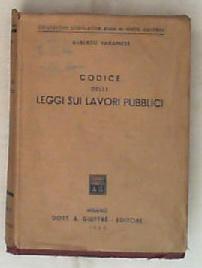 ALBERTO VARANESE
CODICE
DELLE
LEGGI SUI LAVORI PUBBLICI
A G
MILANO
DOTT. A. GIUFFRÈ - EDITORE